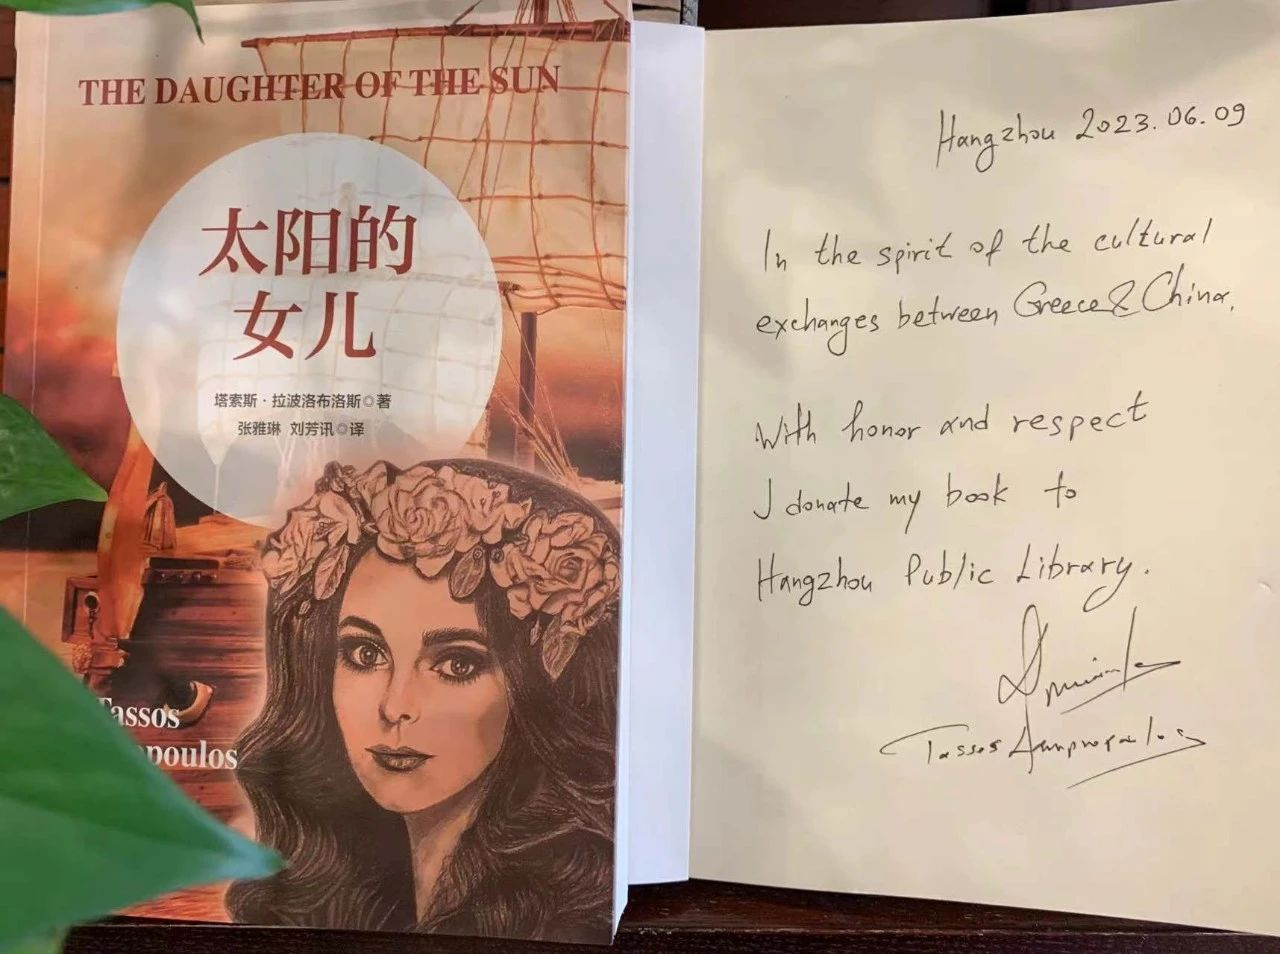 THE DAUGHTER OF THE SUN
太阳的
女儿
塔索斯·拉波洛布洛斯◎著
张雅琳 刘芳讯◎译
Tassos
opoulos
Hangzhou 2023.06.09
In the spirit of the cultural
exchanges between Greece & China,
With honor and respect
I donate my book to
Hangzhou Public Library.
Tassos